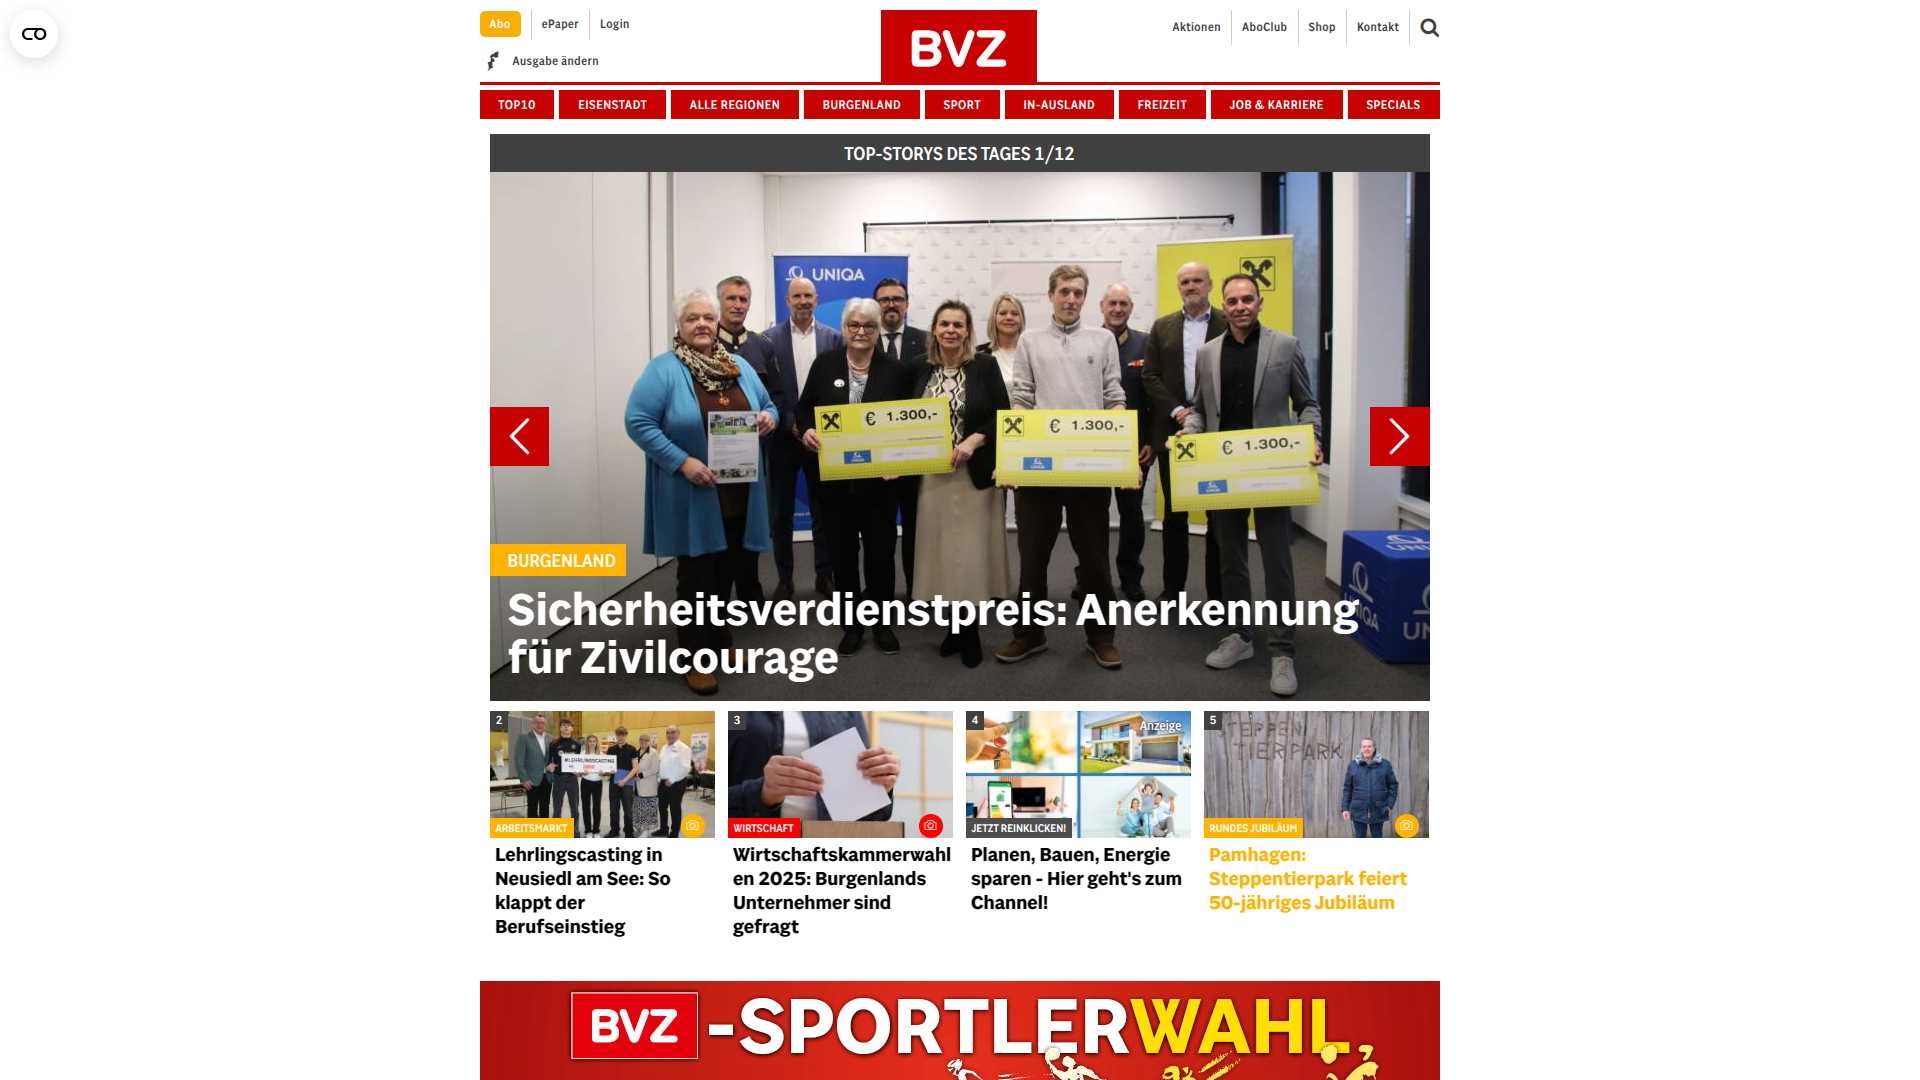 Abo
ePaper
Login
Ausgabe ändern
BVZ
Aktionen
AboClub
Shop
Kontakt
TOP10
EISENSTADT
ALLE REGIONEN
BURGENLAND
SPORT
IN-AUSLAND
FREIZEIT
JOB & KARRIERE
SPECIALS
TOP-STORYS DES TAGES 1/12
UNIQA
€ 1.300,-
€ 1.300,-
€ 1.300,-
UNIQA
BURGENLAND
Sicherheitsverdienstpreis: Anerkennung
für Zivilcourage
2
#LEHRLINGSCASTING
ARBEITSMARKT
Lehrlingscasting in
Neusiedl am See: So
klappt der
Berufseinstieg
3
WIRTSCHAFT
Wirtschaftskammerwahl
en 2025: Burgenlands
Unternehmer sind
gefragt
4
Anzeige
JETZT REINKLICKEN!
Planen, Bauen, Energie
sparen - Hier geht's zum
Channel!
5
STEPPEN
TIERPARK
RUNDES JUBILÄUM
Pamhagen:
Steppentierpark feiert
50-jähriges Jubiläum
BVZ -SPORTLERWAHL